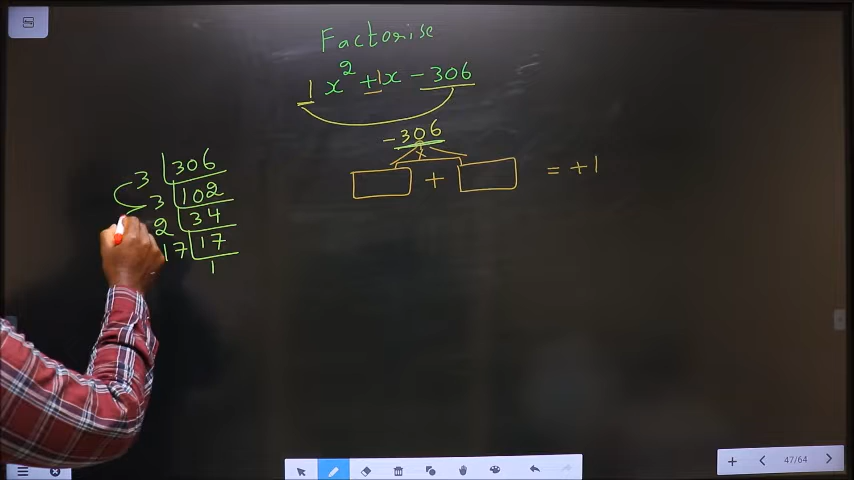 Factorise
1x² +1x - 306
-306
×
+ = +1
3 306
3 102
2 34
17 17
1
47/64